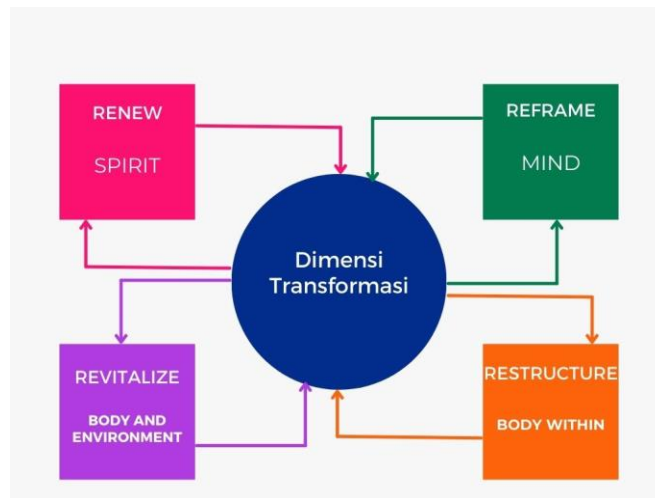 RENEW
SPIRIT
REFRAME
MIND
Dimensi
Transformasi
REVITALIZE
BODY AND
ENVIRONMENT
RESTRUCTURE
BODY WITHIN